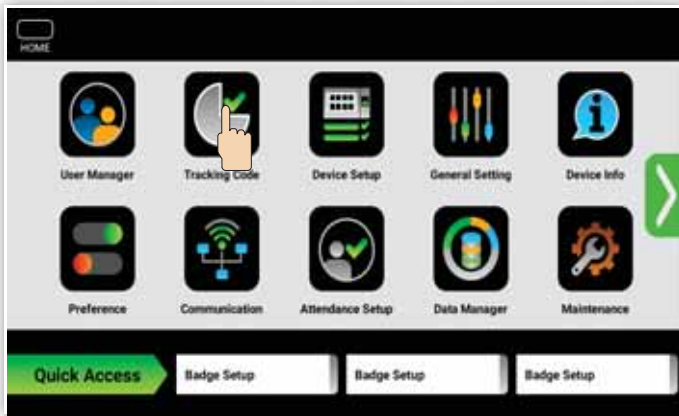 HOME
User Manager Tracking Code Device Setup General Setting Device Info
Preference Communication Attendance Setup Data Manager Maintenance
Quick Access Badge Setup Badge Setup Badge Setup